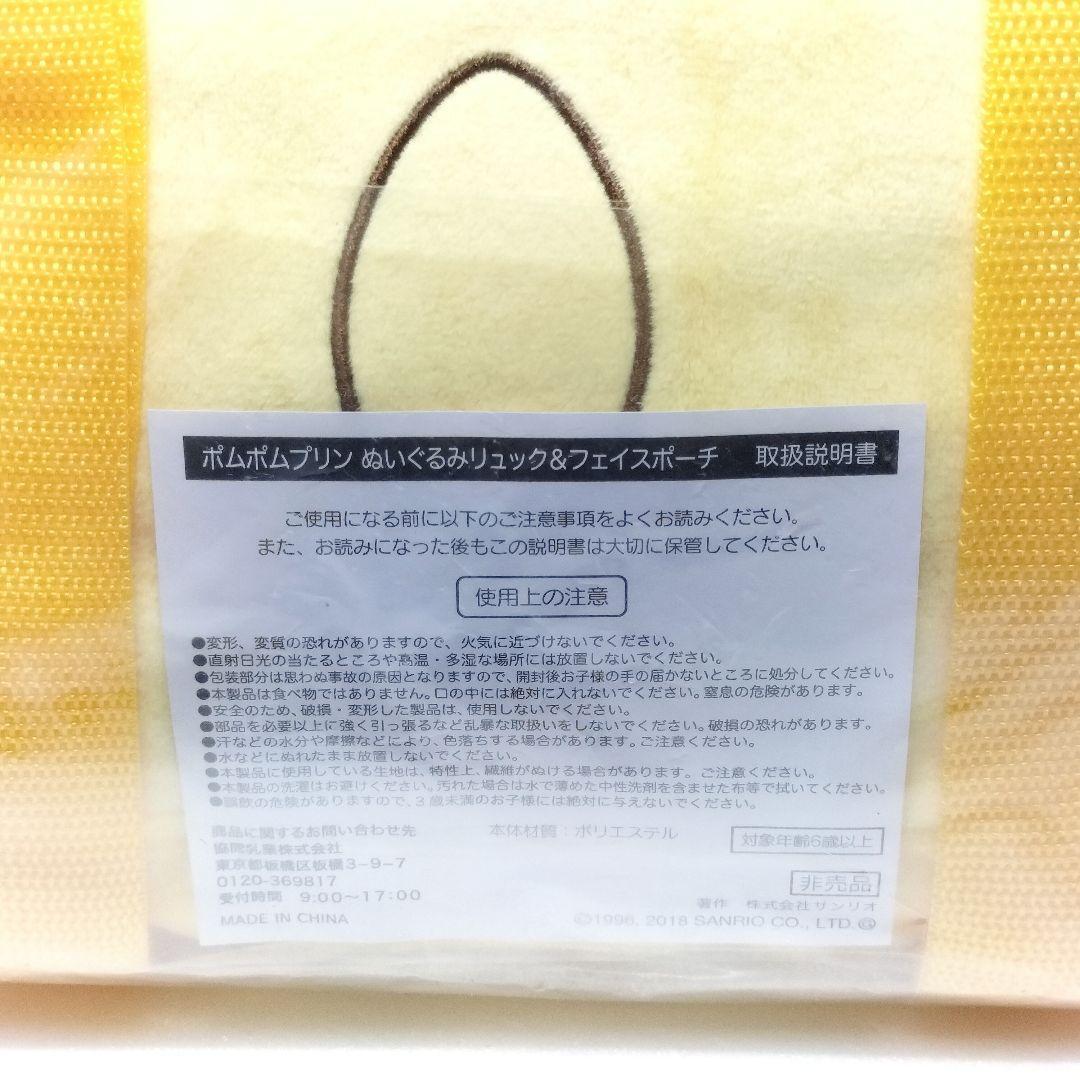 ポムポムプリン ぬいぐるみリュック&フェイスポーチ 取扱説明書
ご使用になる前に以下のご注意事項をよくお読みください。
また、お読みになった後もこの説明書は大切に保管してください。
使用上の注意
●変形、変質の恐れがありますので、火気に近づけないでください。
●直射日光の当たるところや高温・多湿な場所には放置しないでください。
●包装部分は思わぬ事故の原因となりますので、開封後お子様の手の届かないところに処分してください。
●本製品は食べ物ではありません。口の中には絶対に入れないでください。窒息の危険があります。
●安全のため、破損・変形した製品は、使用しないでください。
●部品を必要以上に強く引っ張るなど乱暴な取扱いをしないでください。破損の恐れがあります。
●汗などの水分や摩擦などにより、色落ちする場合があります。ご注意ください。
●水などにぬれたまま放置しないでください。
●本製品に使用している生地は、特性上、繊維がぬける場合があります。ご注意ください。
●本製品の洗濯はお避けください。汚れた場合は水で薄めた中性洗剤を含ませた布等で拭いてください。
●誤飲の危険がありますので、3歳未満のお子様には絶対に与えないでください。
商品に関するお問い合わせ先
協同乳業株式会社
東京都板橋区板橋3-9-7
0120-369817
受付時間 9:00〜17:00
MADE IN CHINA
本体材質：ポリエステル
対象年齢6歳以上
非売品
著作 株式会社サンリオ
©1996, 2018 SANRIO CO., LTD. Ⓖ